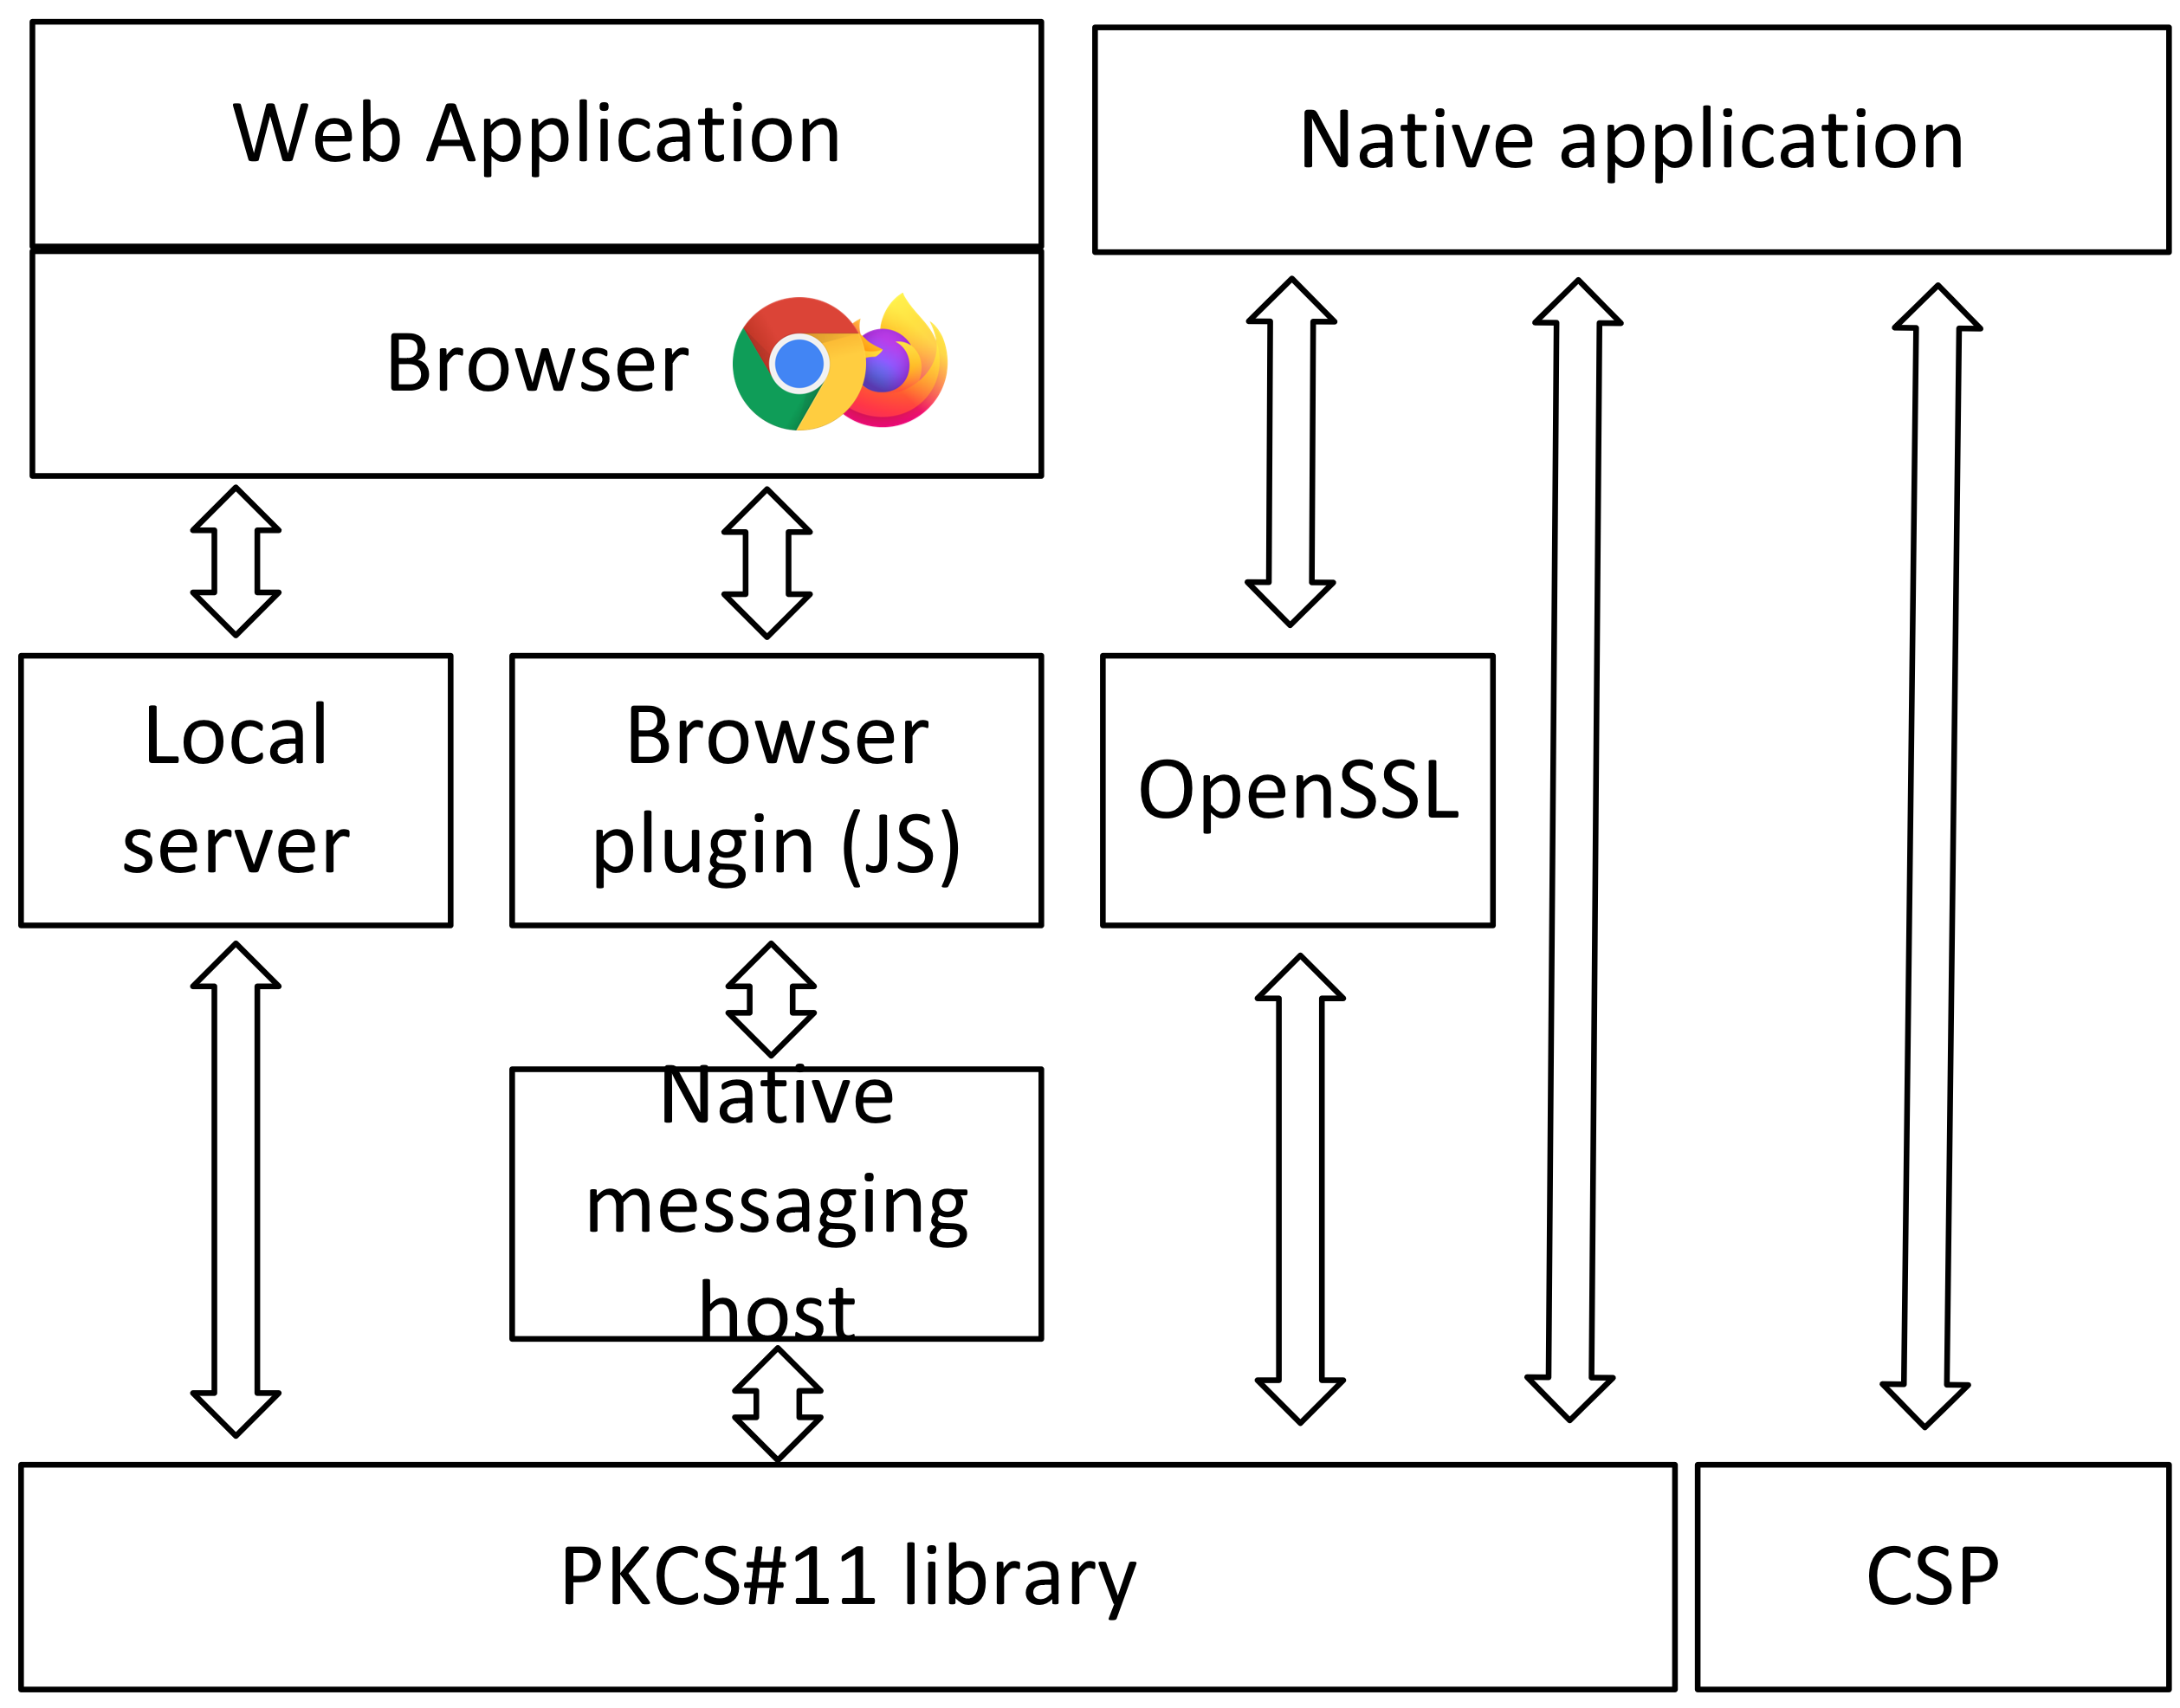 Web Application
Native application
Browser
Local
server
Browser
plugin (JS)
OpenSSL
Native
messaging
host
PKCS#11 library
CSP